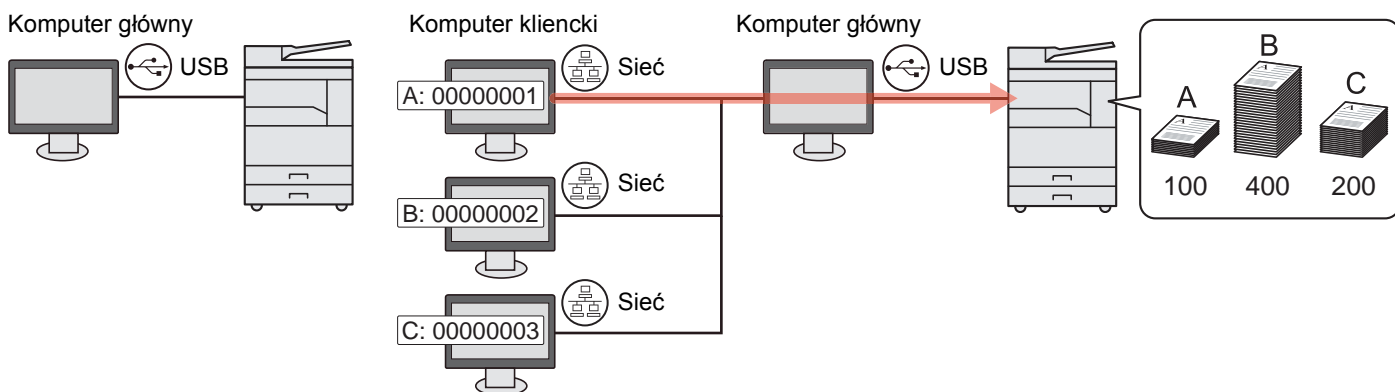 Komputer główny
USB
Komputer kliencki
Sieć
A: 00000001
Sieć
B: 00000002
Sieć
C: 00000003
Komputer główny
USB
A
B
C
100
400
200